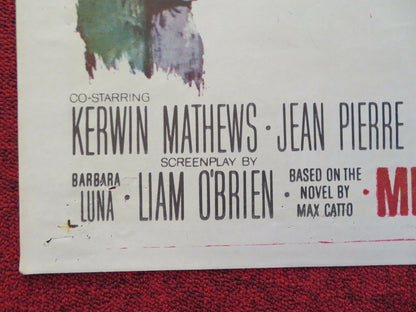 CO-STARRING
KERWIN MATHEWS · JEAN PIERRE
SCREENPLAY BY
BARBARA
LUNA · LIAM O'BRIEN ·
BASED ON THE
NOVEL BY
MAX CATTO
·